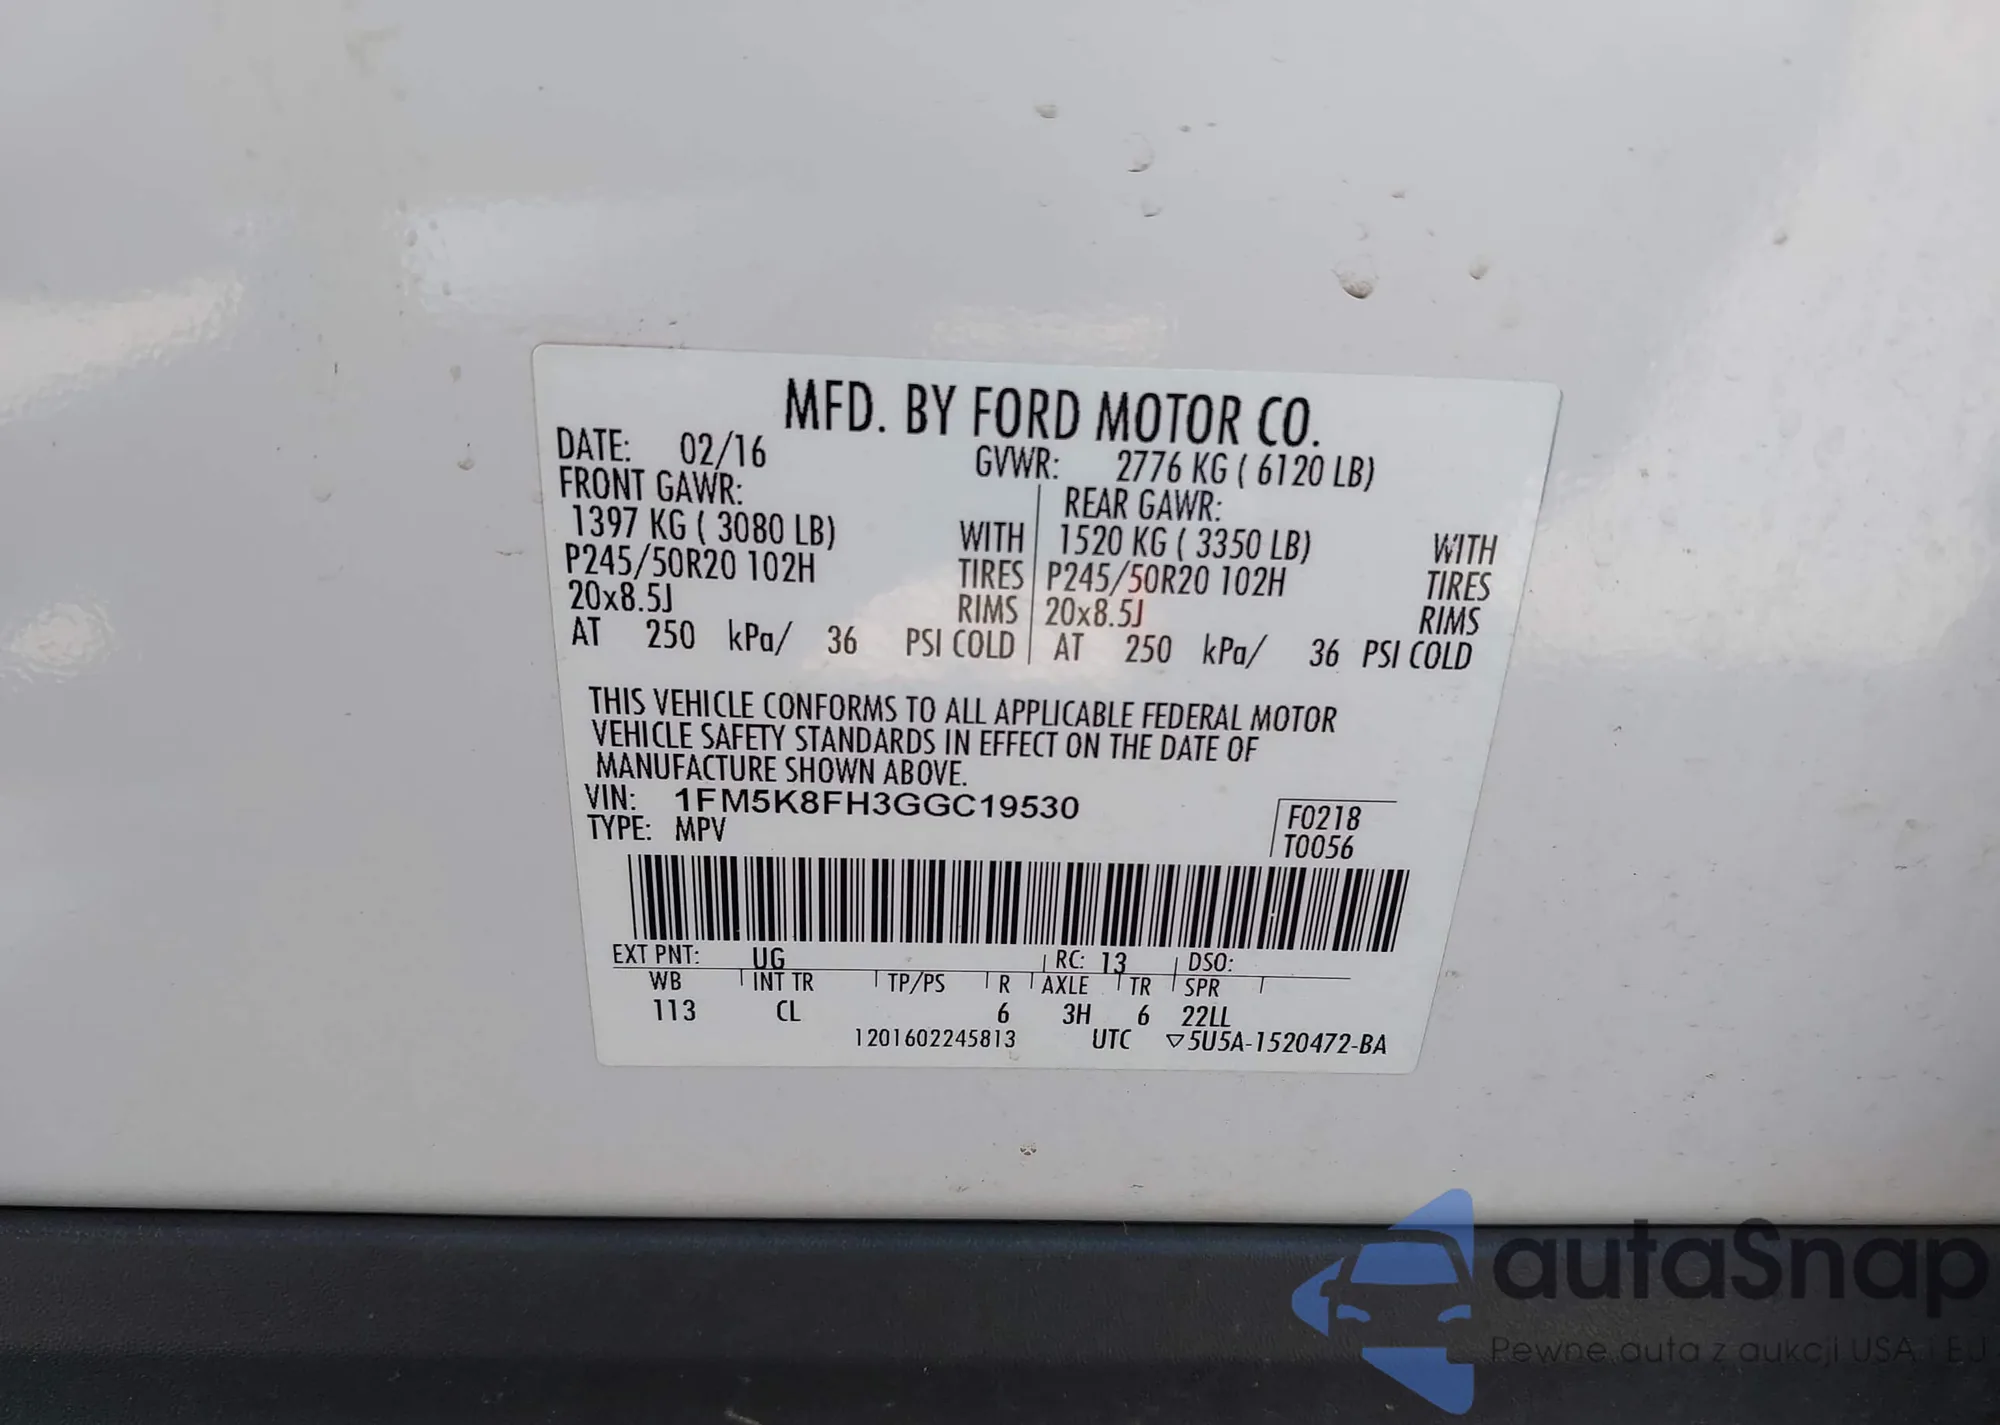 MFD. BY FORD MOTOR CO.
DATE: 02/16 GVWR: 2776 KG ( 6120 LB)
FRONT GAWR: REAR GAWR:
1397 KG ( 3080 LB) WITH 1520 KG ( 3350 LB) WITH
P245/50R20 102H TIRES P245/50R20 102H TIRES
20x8.5J RIMS 20x8.5J RIMS
AT 250 kPa/ 36 PSI COLD AT 250 kPa/ 36 PSI COLD
THIS VEHICLE CONFORMS TO ALL APPLICABLE FEDERAL MOTOR
VEHICLE SAFETY STANDARDS IN EFFECT ON THE DATE OF
MANUFACTURE SHOWN ABOVE.
VIN: 1FM5K8FH3GGC19530 F0218
TYPE: MPV T0056
EXT PNT: UG RC: 13 DSO:
WB INT TR TP/PS R AXLE TR SPR
113 CL 6 3H 6 22LL
1201602245813 UTC ▽5U5A-1520472-BA
autaSnap
Pewne auta z aukcji USA i EU